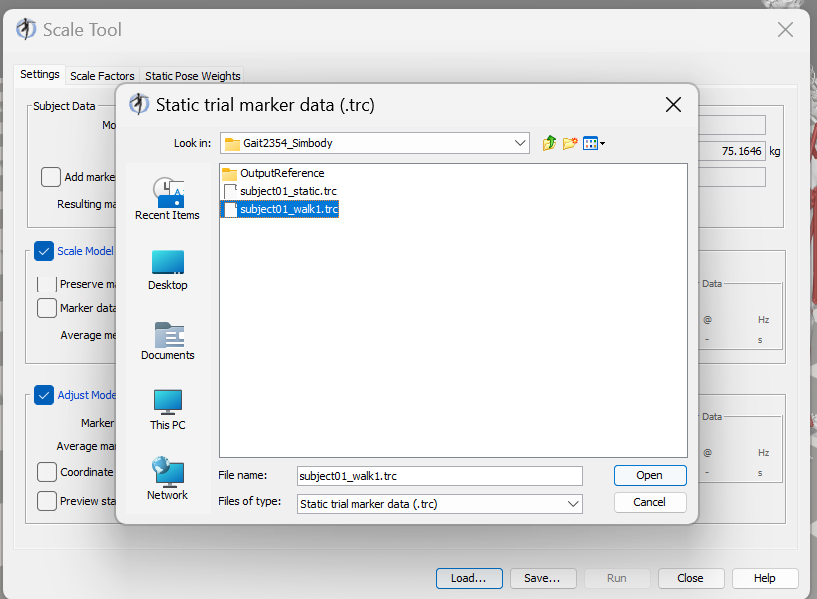 Scale Tool
Settings Scale Factors Static Pose Weights
Subject Data
Mo
75.1646 kg
Add marke
Resulting ma
Scale Model
Preserve m
Marker data
Average me
Data
@ Hz
- s
Adjust Mode
Marker
Average mar
Coordinate
Preview sta
Data
@ Hz
- s
Load... Save... Run Close Help
Static trial marker data (.trc)
Look in: Gait2354_Simbody
Recent Items
Desktop
Documents
This PC
Network
OutputReference
subject01_static.trc
subject01_walk1.trc
File name: subject01_walk1.trc Open
Files of type: Static trial marker data (.trc) Cancel